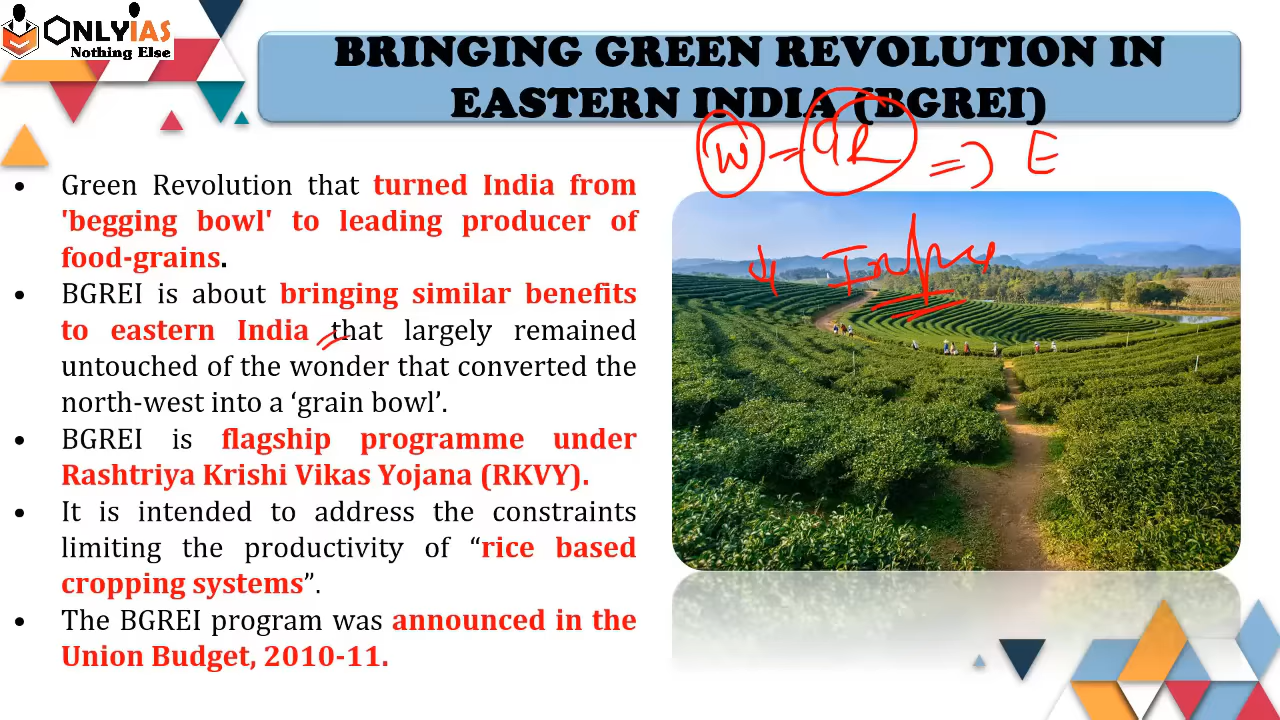 ONLYIAS
Nothing Else
BRINGING GREEN REVOLUTION IN
EASTERN INDIA (BGREI)
W = GR => E
↓ Infra
• Green Revolution that turned India from
'begging bowl' to leading producer of
food-grains.
• BGREI is about bringing similar benefits
to eastern India that largely remained
untouched of the wonder that converted the
north-west into a ‘grain bowl’.
• BGREI is flagship programme under
Rashtriya Krishi Vikas Yojana (RKVY).
• It is intended to address the constraints
limiting the productivity of “rice based
cropping systems”.
• The BGREI program was announced in the
Union Budget, 2010-11.